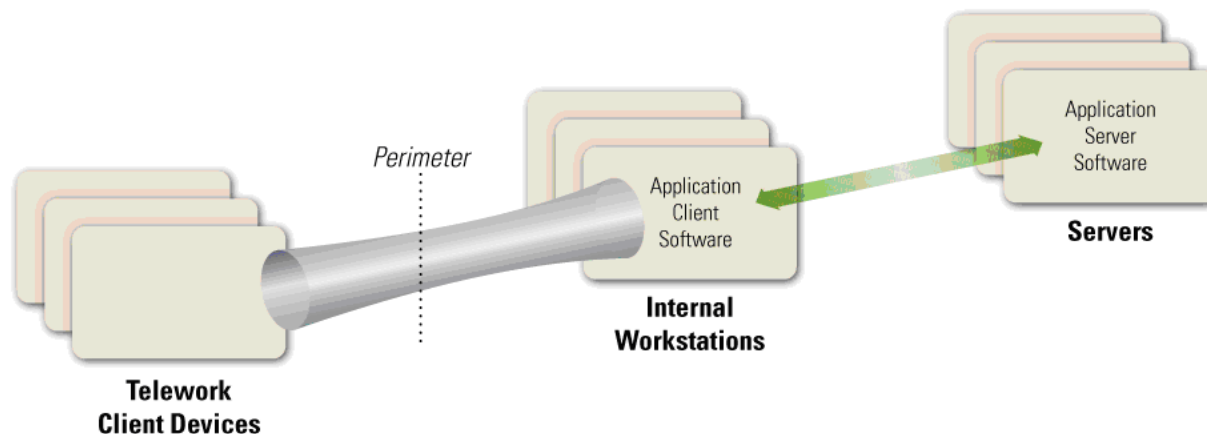 Perimeter
Application
Client
Software
Application
Server
Software
Servers
Internal
Workstations
Telework
Client Devices